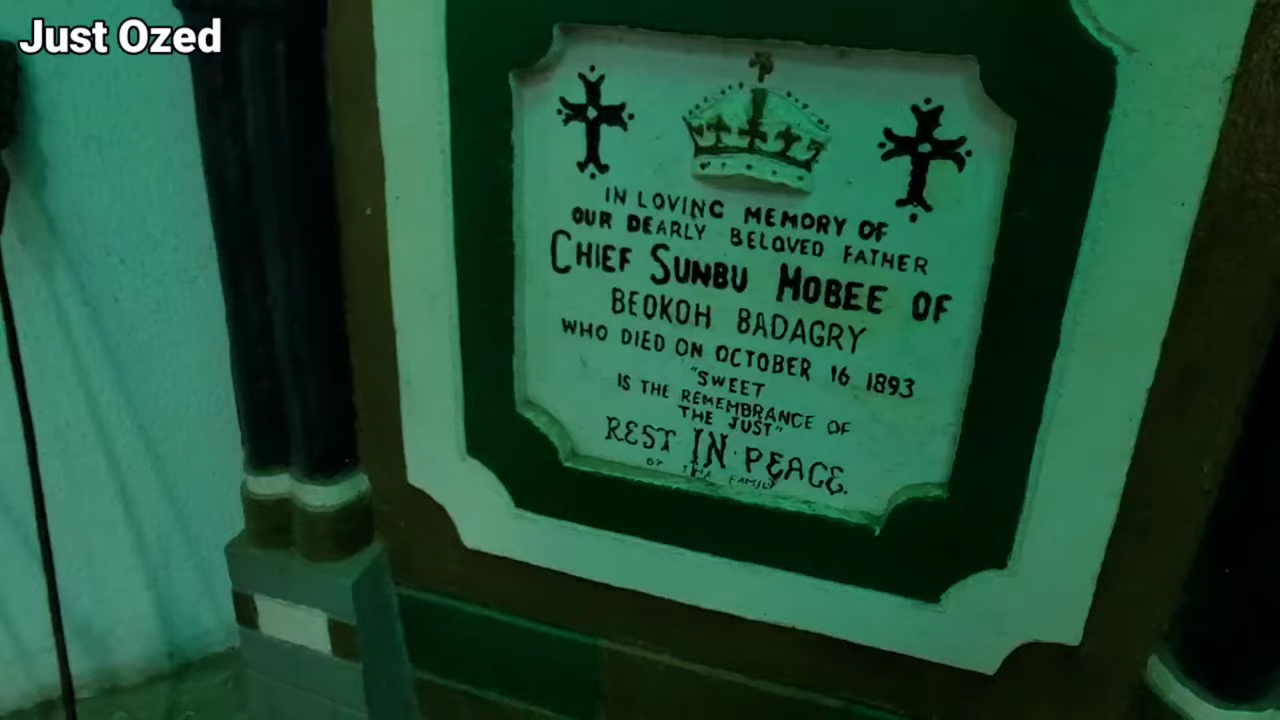 Just Ozed
IN LOVING MEMORY OF
OUR DEARLY BELOVED FATHER
CHIEF SUNBU MOBEE OF
BEOKOH BADAGRY
WHO DIED ON OCTOBER 16 1893
"SWEET
IS THE REMEMBRANCE OF
THE JUST"
REST IN PEACE.
BY THE FAMILY